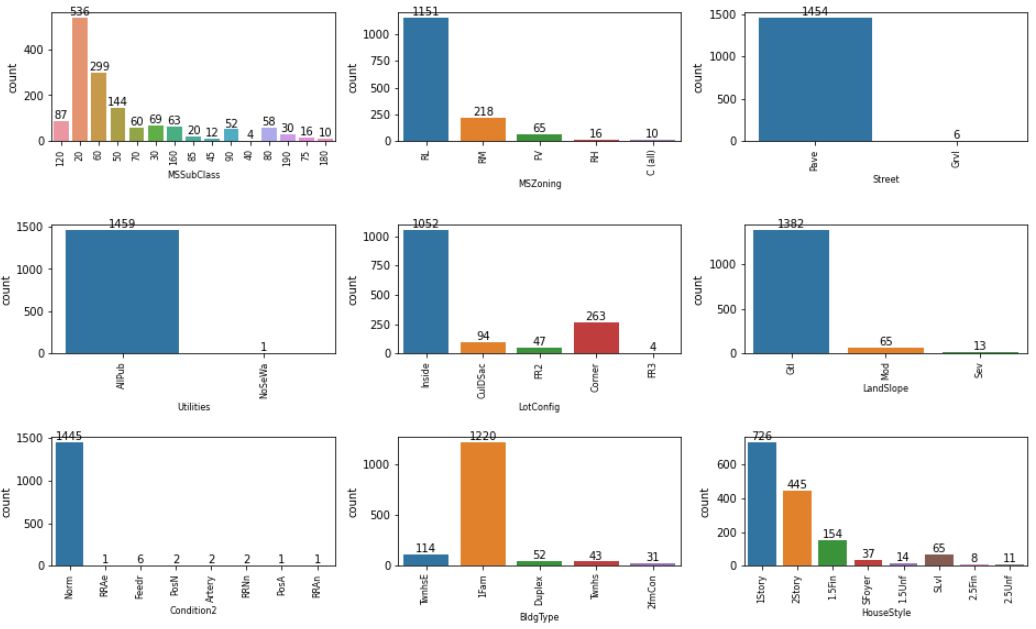 536
299
144
87
60
69
63
20
12
52
4
58
30
16
10
400
200
0
count
120
20
60
50
70
30
160
85
45
90
40
80
190
75
180
MSSubClass
1151
218
65
16
10
1000
750
500
250
0
count
RL
RM
FV
RH
C (all)
MSZoning
1454
6
1500
1000
500
0
count
Pave
Grvl
Street
1459
1
1500
1000
500
0
count
AllPub
NoSeWa
Utilities
1052
94
47
263
4
1000
750
500
250
0
count
Inside
CulDSac
FR2
Corner
FR3
LotConfig
1382
65
13
1000
500
0
count
Gtl
Mod
Sev
LandSlope
1445
1
6
2
2
2
1
1
1500
1000
500
0
count
Norm
RRAe
Feedr
PosN
Artery
RRNn
PosA
RRAn
Condition2
114
1220
52
43
31
1000
500
0
count
TwnhsE
1Fam
Duplex
Twnhs
2fmCon
BldgType
726
445
154
37
14
65
8
11
600
400
200
0
count
1Story
2Story
1.5Fin
SFoyer
1.5Unf
SLvl
2.5Fin
2.5Unf
HouseStyle